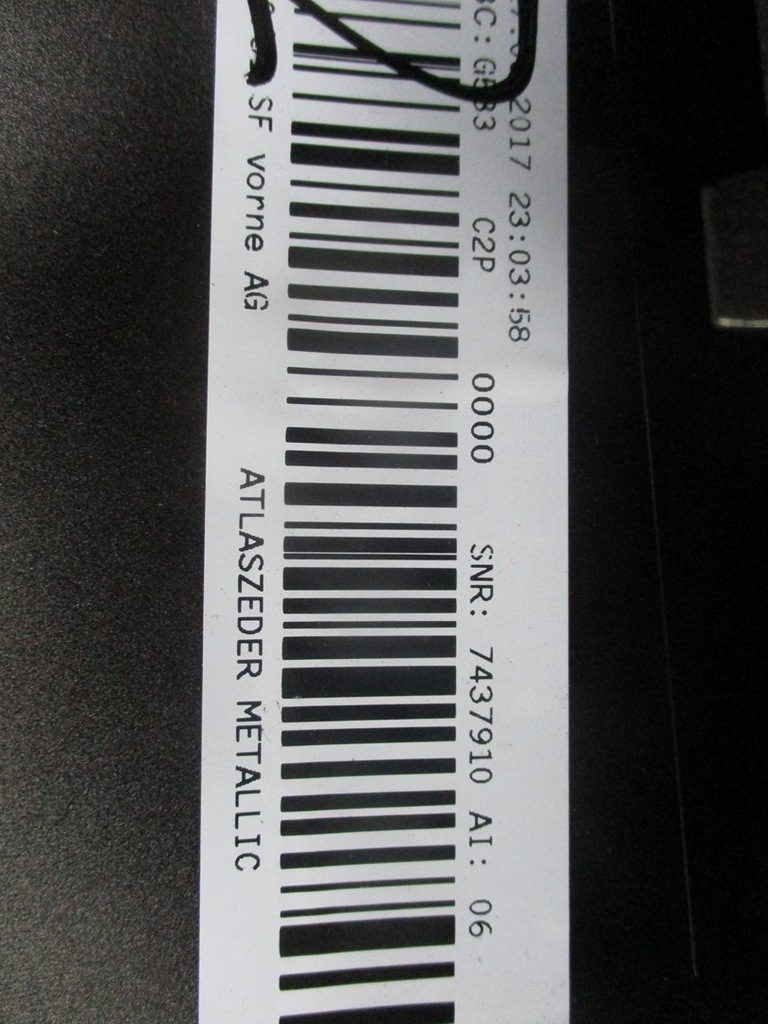 2017 23:03:58
C2P 0000 SNR: 7437910 AI: 06
SF vorne AG ATLASZEDER METALLIC